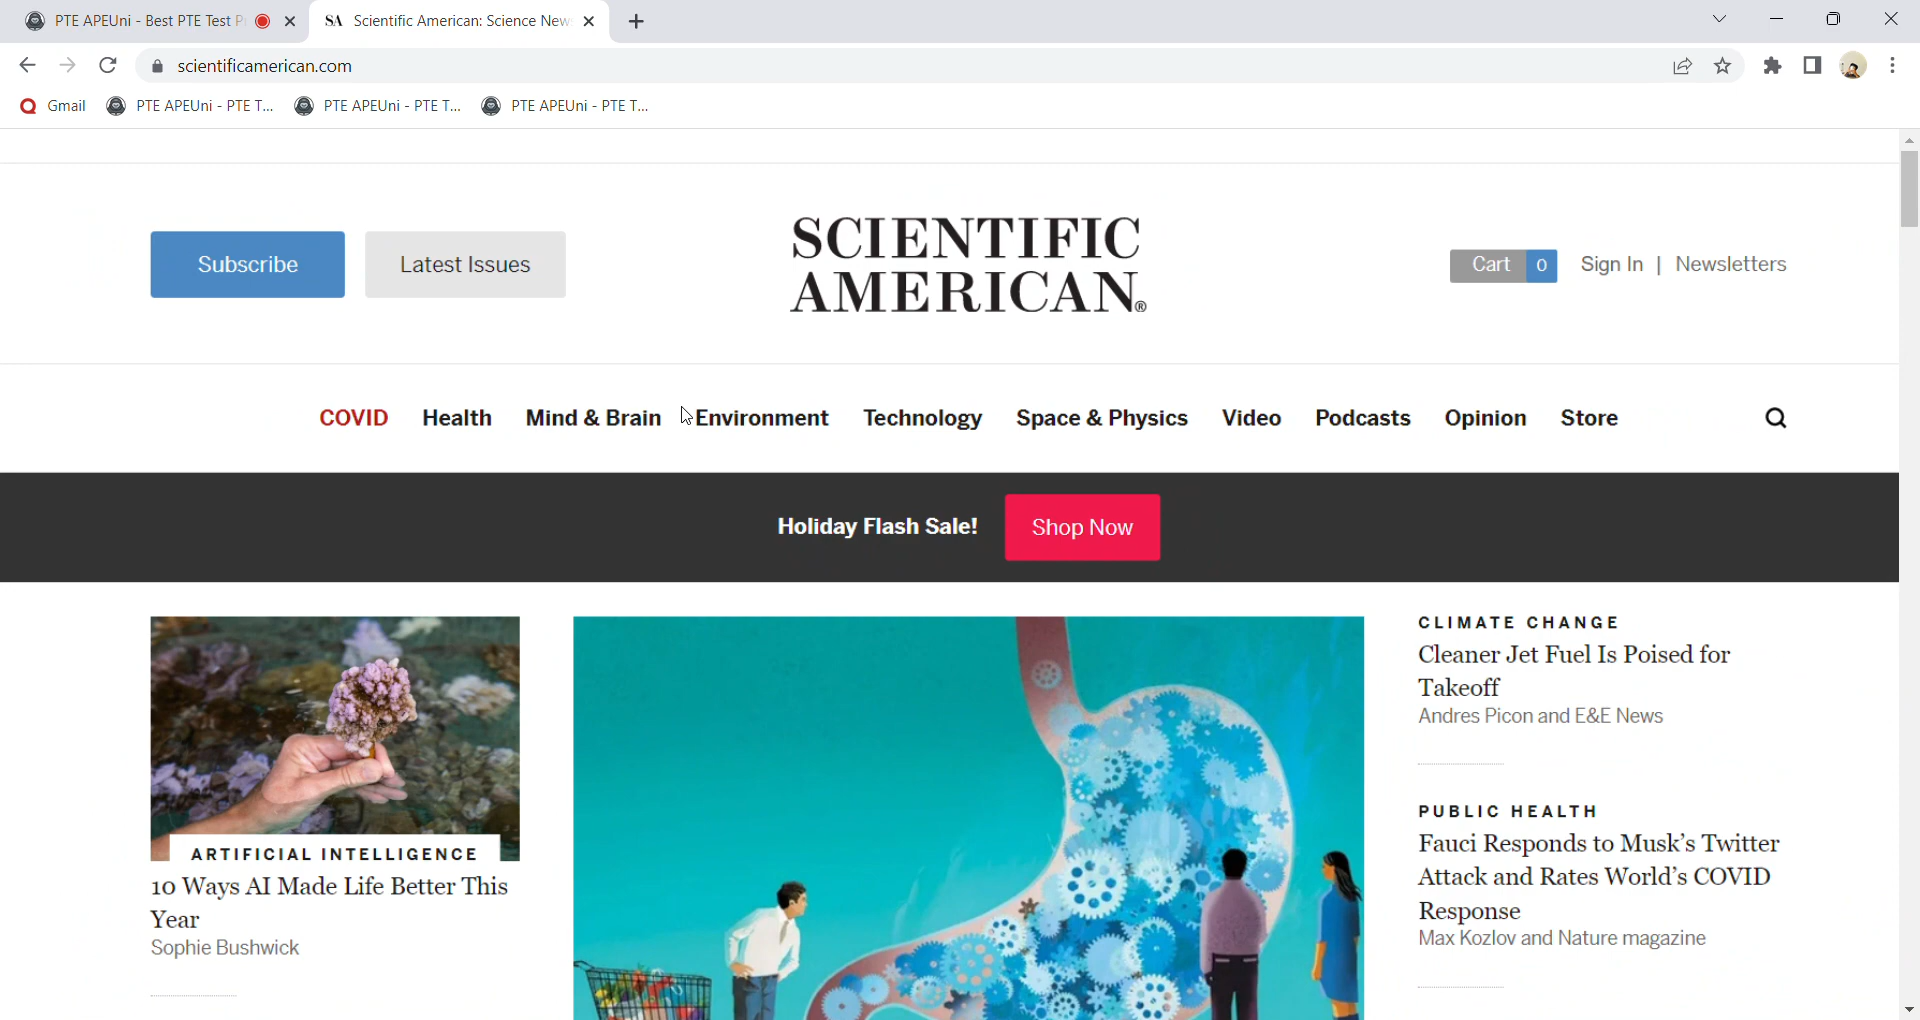 PTE APEUni - Best PTE Test P
SA Scientific American: Science New
scientificamerican.com
Gmail PTE APEUni - PTE T... PTE APEUni - PTE T... PTE APEUni - PTE T...
Subscribe
Latest Issues
SCIENTIFIC
AMERICAN®
Cart 0
Sign In | Newsletters
COVID Health Mind & Brain Environment Technology Space & Physics Video Podcasts Opinion Store
Holiday Flash Sale!
Shop Now
ARTIFICIAL INTELLIGENCE
10 Ways AI Made Life Better This
Year
Sophie Bushwick
CLIMATE CHANGE
Cleaner Jet Fuel Is Poised for
Takeoff
Andres Picon and E&E News
PUBLIC HEALTH
Fauci Responds to Musk's Twitter
Attack and Rates World's COVID
Response
Max Kozlov and Nature magazine